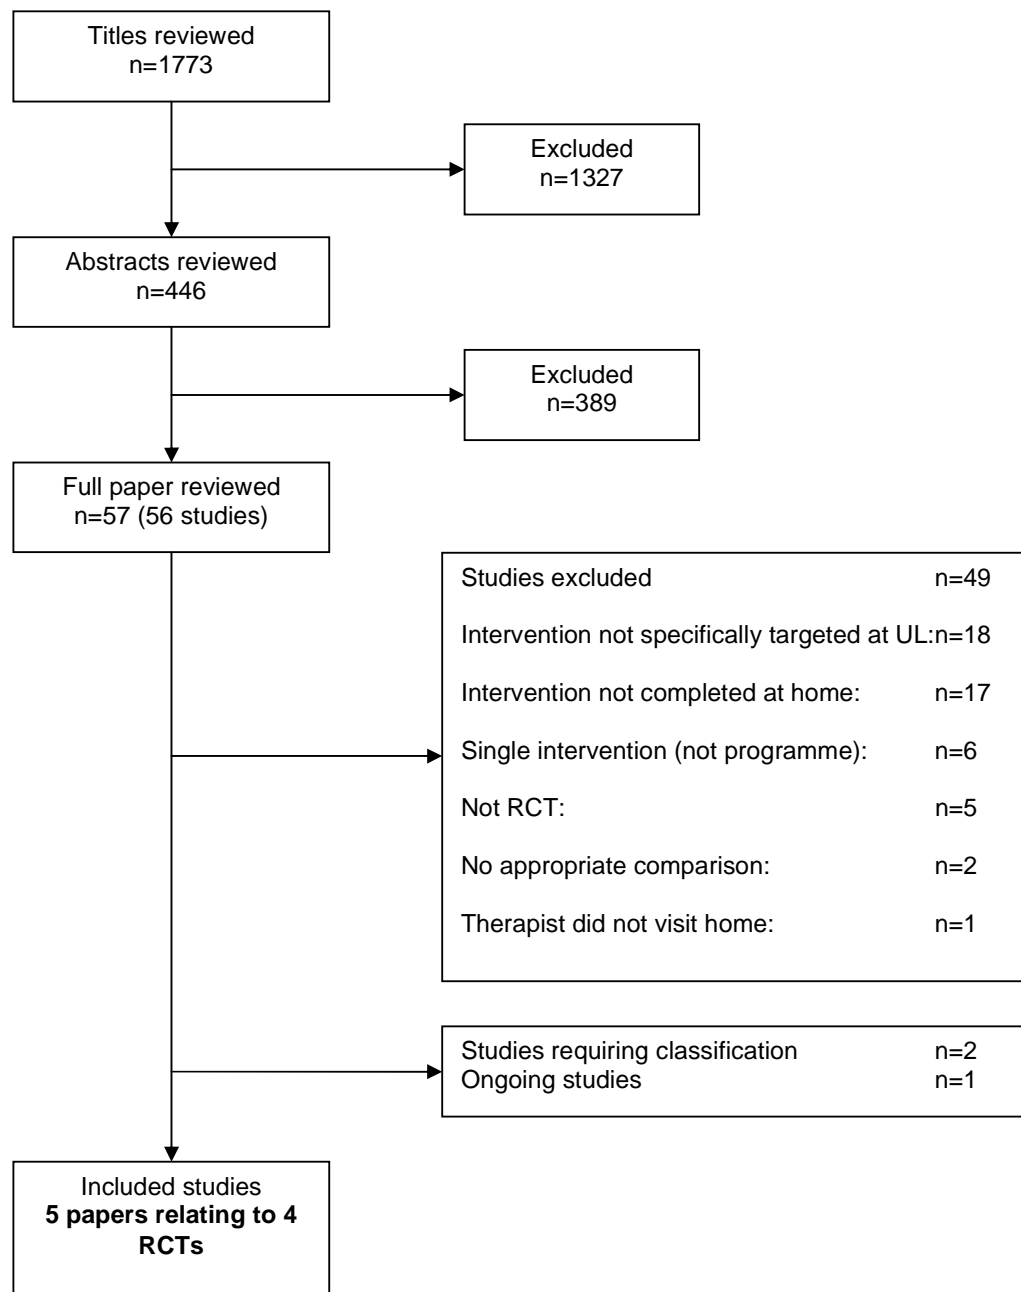 Titles reviewed
n=1773
Excluded
n=1327
Abstracts reviewed
n=446
Excluded
n=389
Full paper reviewed
n=57 (56 studies)
Studies excluded n=49
Intervention not specifically targeted at UL:n=18
Intervention not completed at home: n=17
Single intervention (not programme): n=6
Not RCT: n=5
No appropriate comparison: n=2
Therapist did not visit home: n=1
Studies requiring classification n=2
Ongoing studies n=1
Included studies
5 papers relating to 4
RCTs